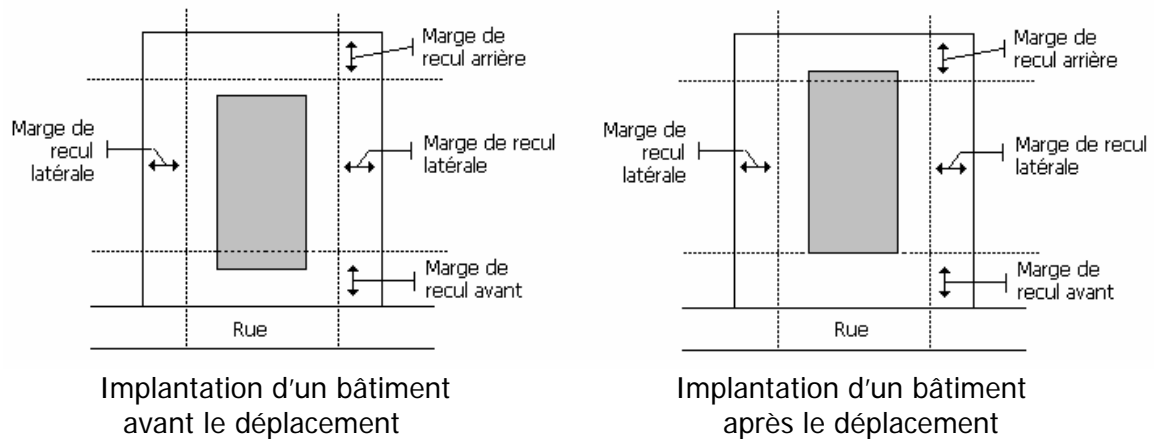 Marge de
recul arrière
Marge de
recul
latérale
Marge de recul
latérale
Marge de
recul avant
Rue
Implantation d'un bâtiment
avant le déplacement
Marge de
recul arrière
Marge de
recul
latérale
Marge de recul
latérale
Marge de
recul avant
Rue
Implantation d'un bâtiment
après le déplacement